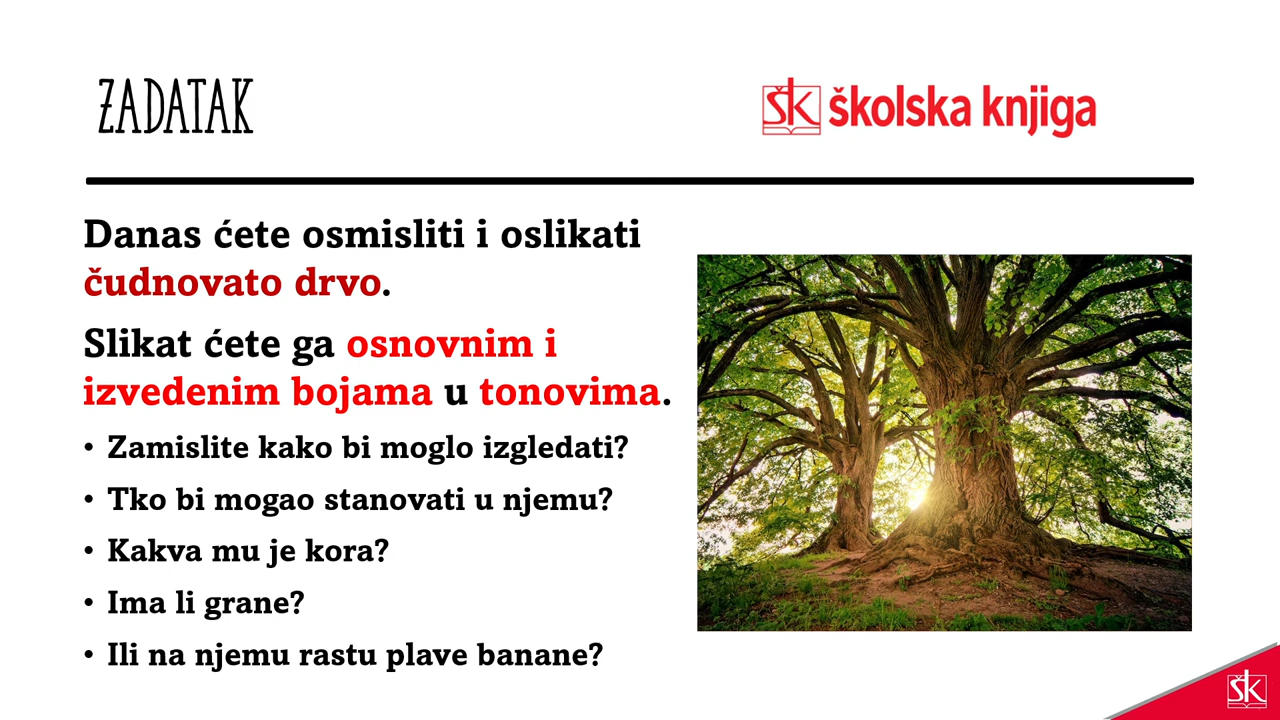 ZADATAK
šk školska knjiga
Danas ćete osmisliti i oslikati
čudnovato drvo.
Slikat ćete ga osnovnim i
izvedenim bojama u tonovima.
• Zamislite kako bi moglo izgledati?
• Tko bi mogao stanovati u njemu?
• Kakva mu je kora?
• Ima li grane?
• Ili na njemu rastu plave banane?
šk